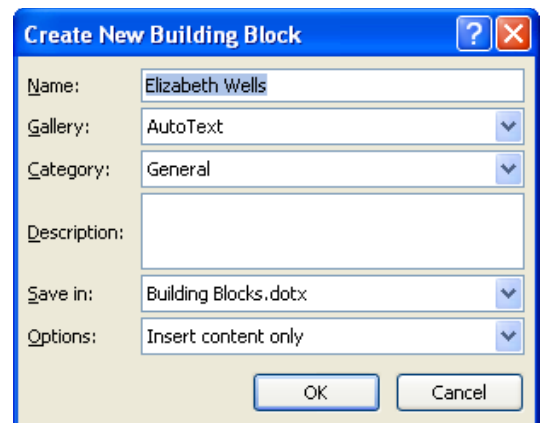 Create New Building Block ?
Name: Elizabeth Wells
Gallery: AutoText
Category: General
Description:
Save in: Building Blocks.dotx
Options: Insert content only
OK Cancel